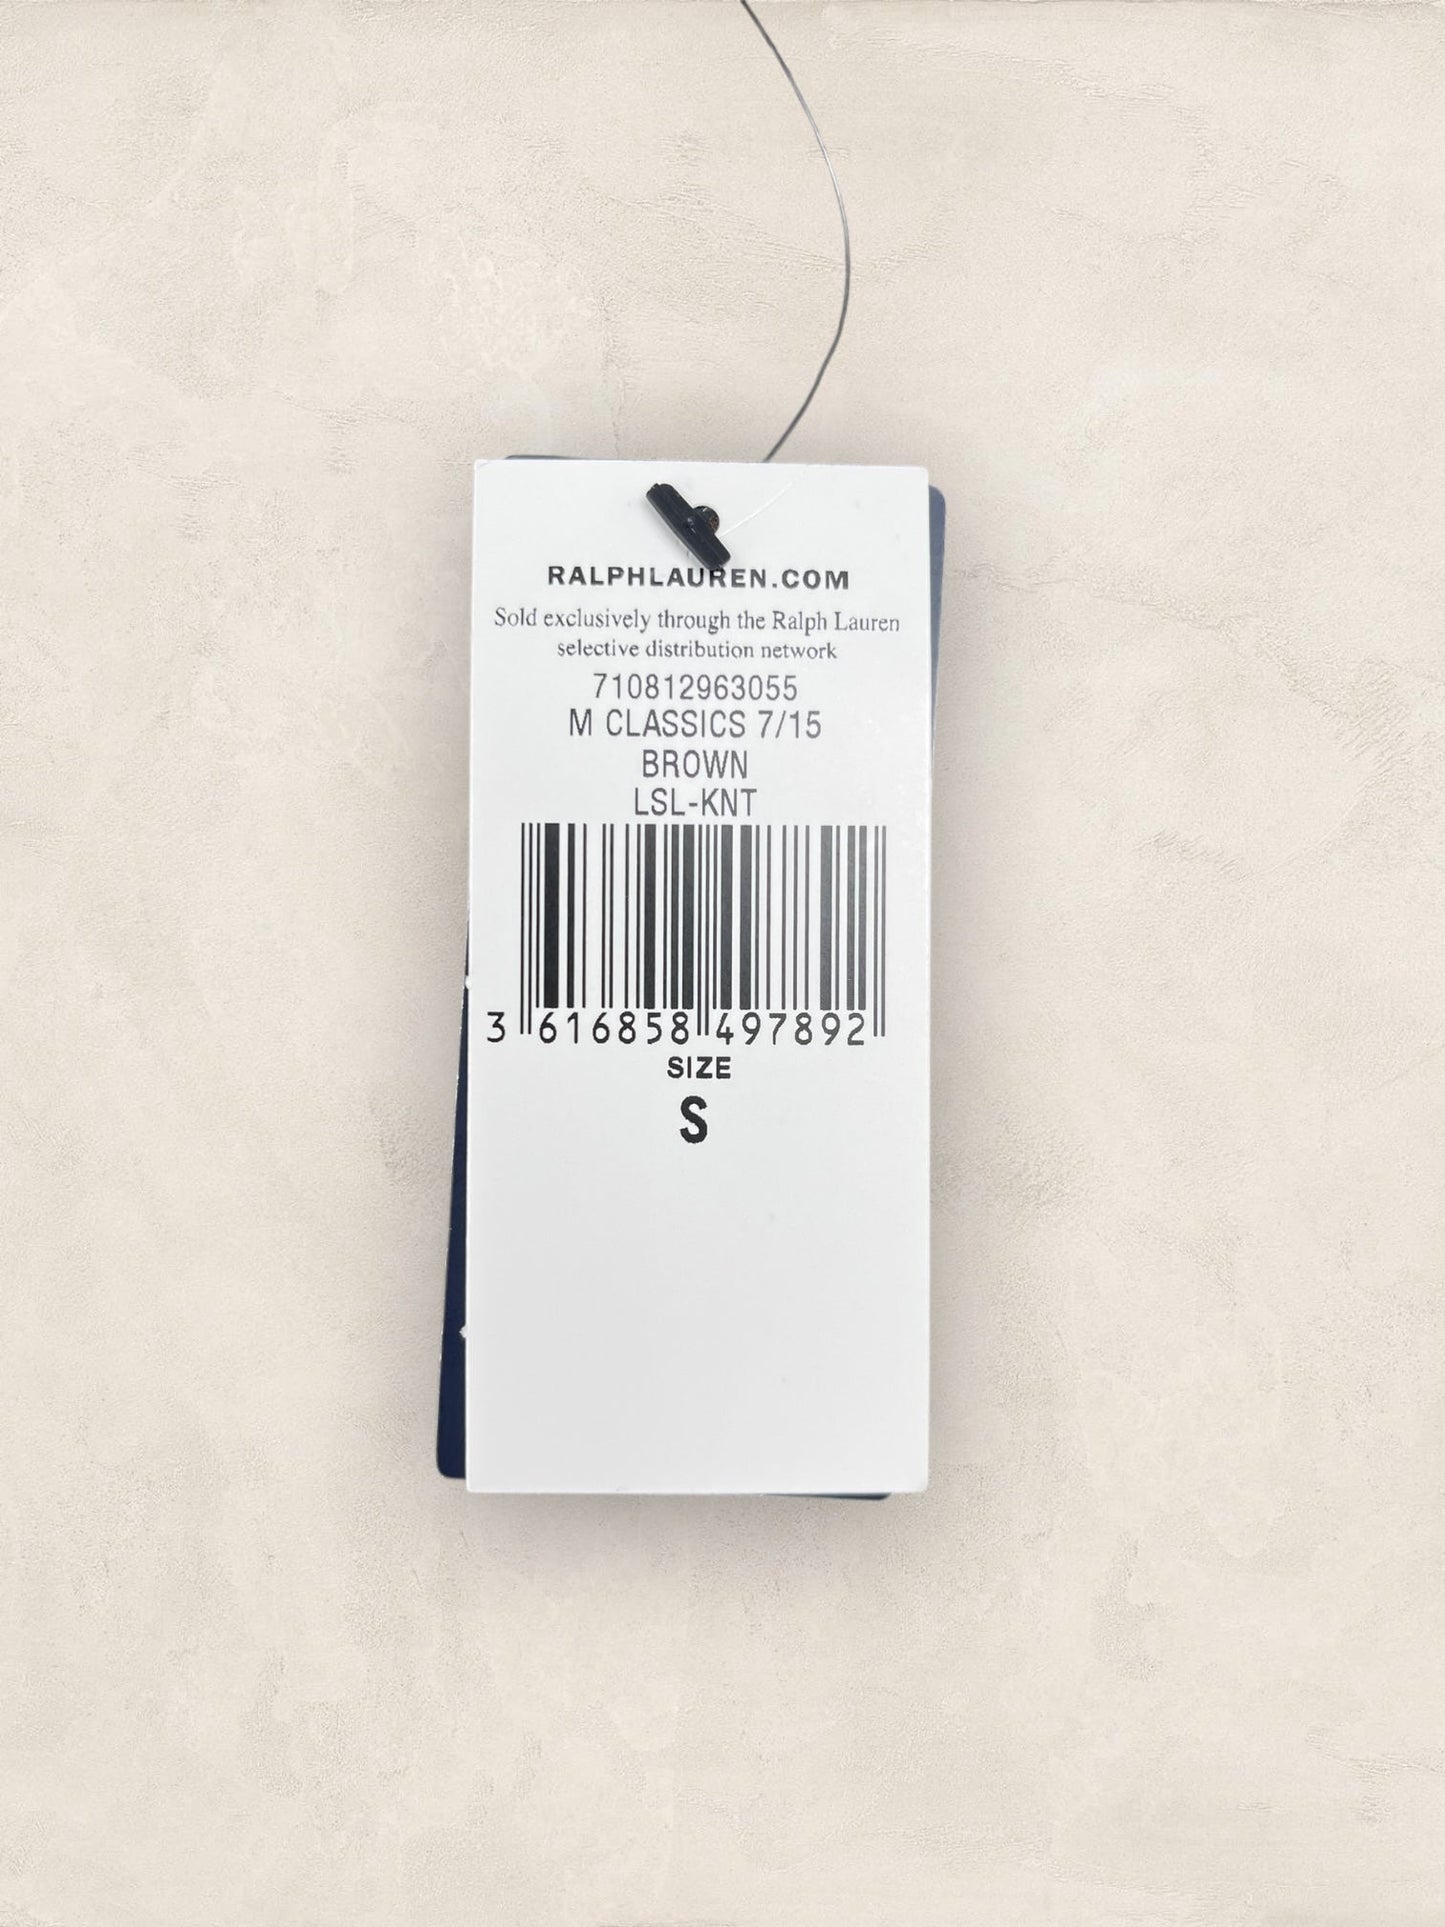 RALPHLAUREN.COM
Sold exclusively through the Ralph Lauren
selective distribution network
710812963055
M CLASSICS 7/15
BROWN
LSL-KNT
3 616858 497892
SIZE
S